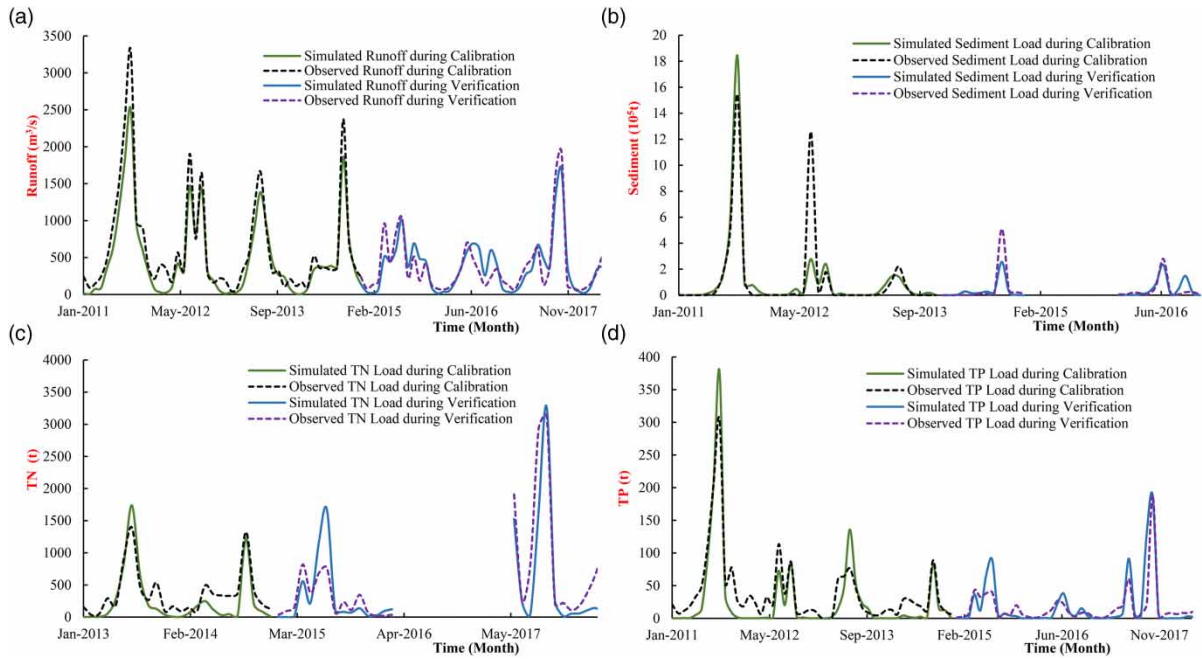 (a)
Runoff (m³/s)
3500
3000
2500
2000
1500
1000
500
0
Simulated Runoff during Calibration
Observed Runoff during Calibration
Simulated Runoff during Verification
Observed Runoff during Verification
Jan-2011 May-2012 Sep-2013 Feb-2015 Jun-2016 Nov-2017
Time (Month)
(b)
Sediment (10⁵t)
20
18
16
14
12
10
8
6
4
2
0
Simulated Sediment Load during Calibration
Observed Sediment Load during Calibration
Simulated Sediment Load during Verification
Observed Sediment Load during Verification
Jan-2011 May-2012 Sep-2013 Feb-2015 Jun-2016
Time (Month)
(c)
TN (t)
4000
3500
3000
2500
2000
1500
1000
500
0
Simulated TN Load during Calibration
Observed TN Load during Calibration
Simulated TN Load during Verification
Observed TN Load during Verification
Jan-2013 Feb-2014 Mar-2015 Apr-2016 May-2017
Time (Month)
(d)
TP (t)
400
350
300
250
200
150
100
50
0
Simulated TP Load during Calibration
Observed TP Load during Calibration
Simulated TP Load during Verification
Observed TP Load during Verification
Jan-2011 May-2012 Sep-2013 Feb-2015 Jun-2016 Nov-2017
Time (Month)